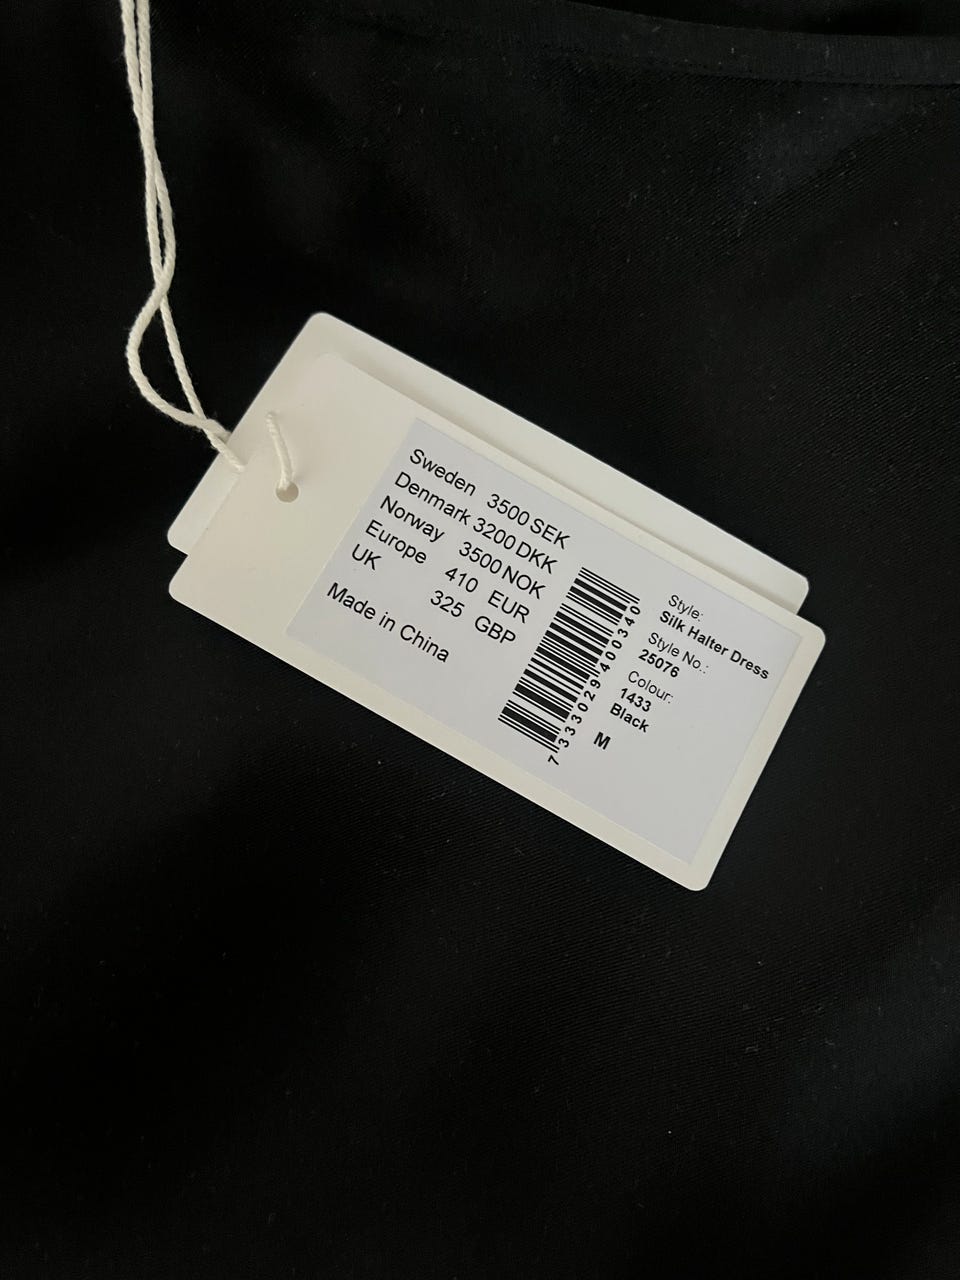 Sweden 3500 SEK
Denmark 3200 DKK
Norway 3500 NOK
Europe 410 EUR
UK 325 GBP
Made in China
7 333029 400340
Style:
Silk Halter Dress
Style No.:
25076
Colour:
1433
Black
M